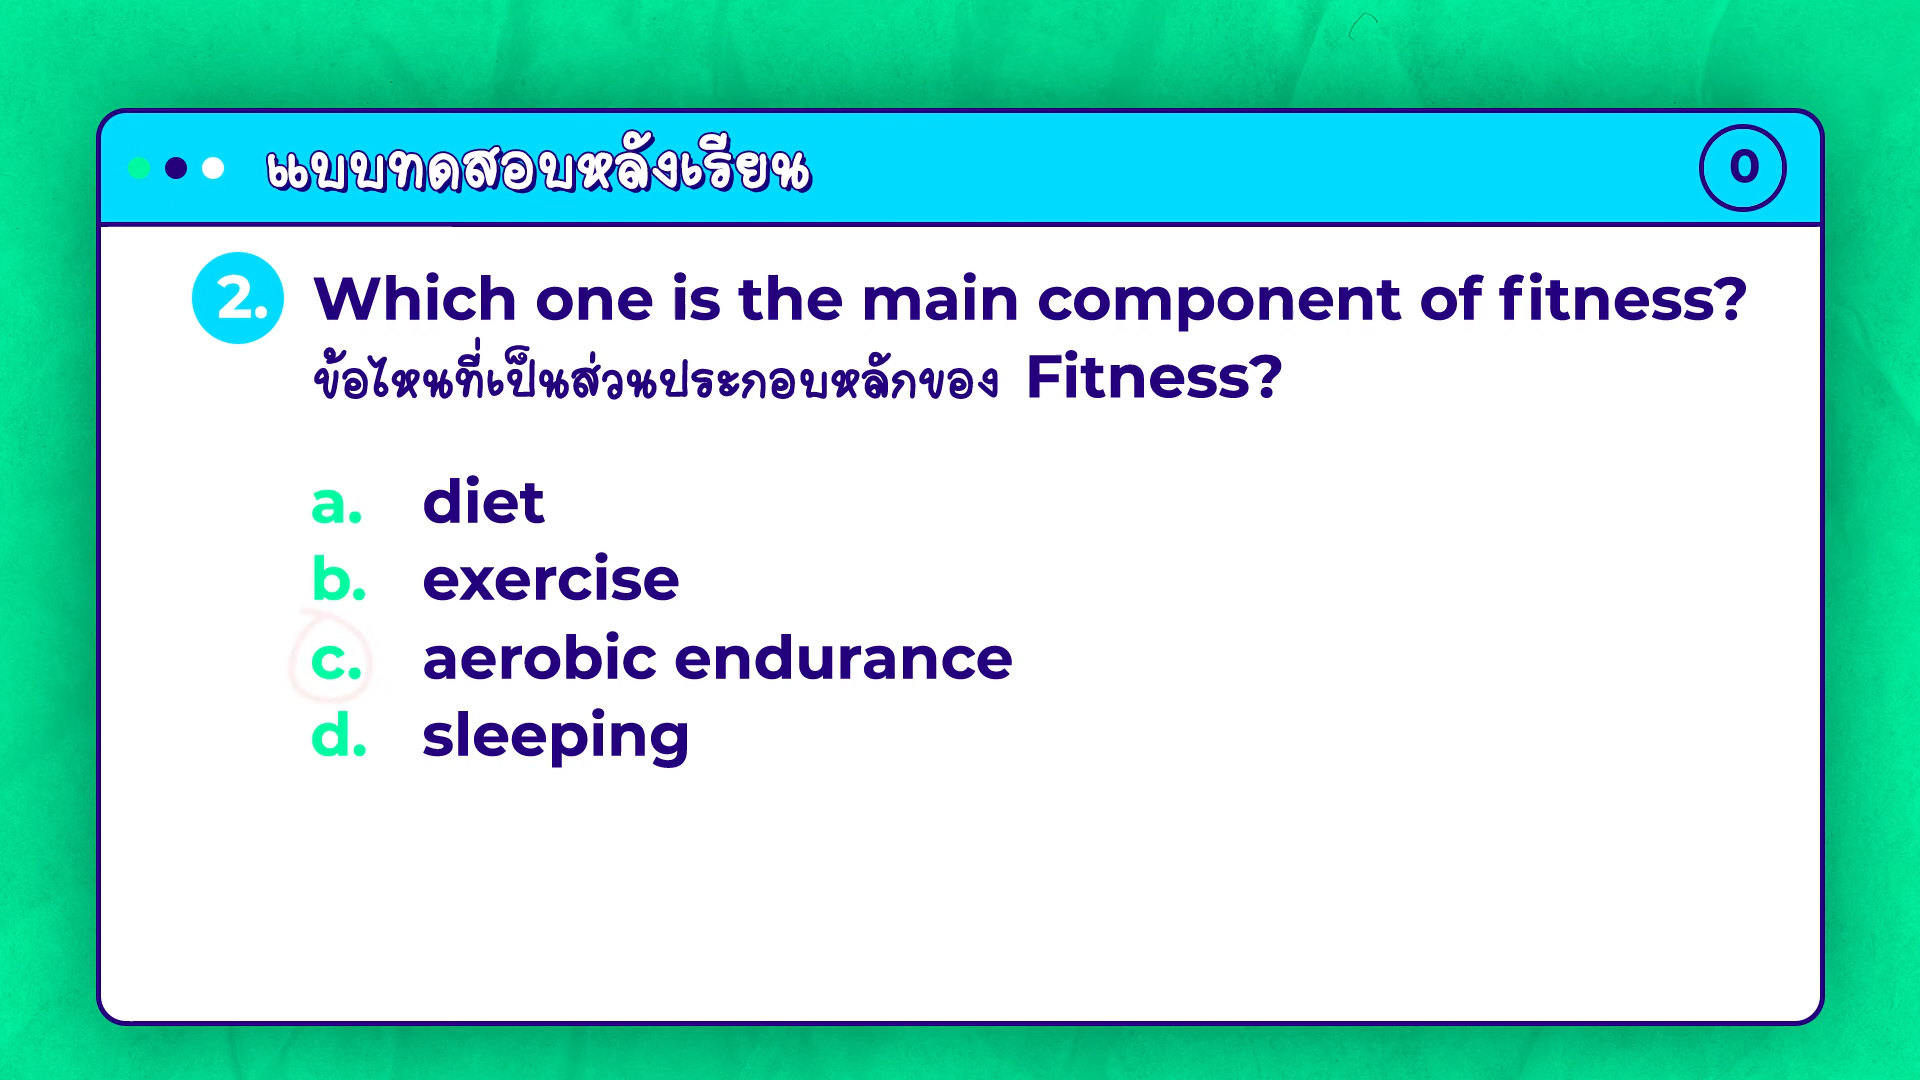 แบบทดสอบหลังเรียน
0
2. Which one is the main component of fitness?
ข้อไหนที่เป็นส่วนประกอบหลักของ Fitness?
a. diet
b. exercise
c. aerobic endurance
d. sleeping